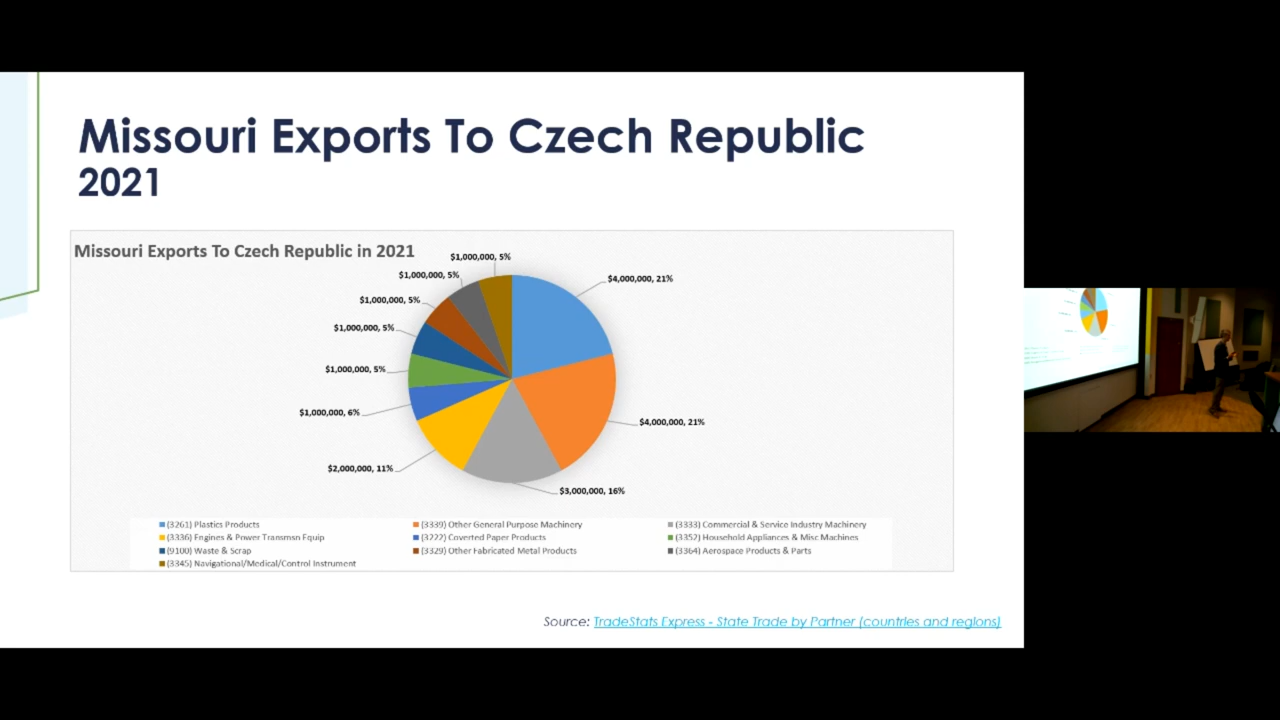 Missouri Exports To Czech Republic
2021
Missouri Exports To Czech Republic in 2021
$1,000,000, 5%
$1,000,000, 5%
$4,000,000, 21%
$1,000,000, 5%
$1,000,000, 5%
$1,000,000, 5%
$1,000,000, 6%
$4,000,000, 21%
$2,000,000, 11%
$3,000,000, 16%
(3261) Plastics Products
(3339) Other General Purpose Machinery
(3333) Commercial & Service Industry Machinery
(3336) Engines & Power Transmsn Equip
(3222) Coverted Paper Products
(3352) Household Appliances & Misc Machines
(9100) Waste & Scrap
(3329) Other Fabricated Metal Products
(3364) Aerospace Products & Parts
(3345) Navigational/Medical/Control Instrument
Source: TradeStats Express - State Trade by Partner (countries and regions)